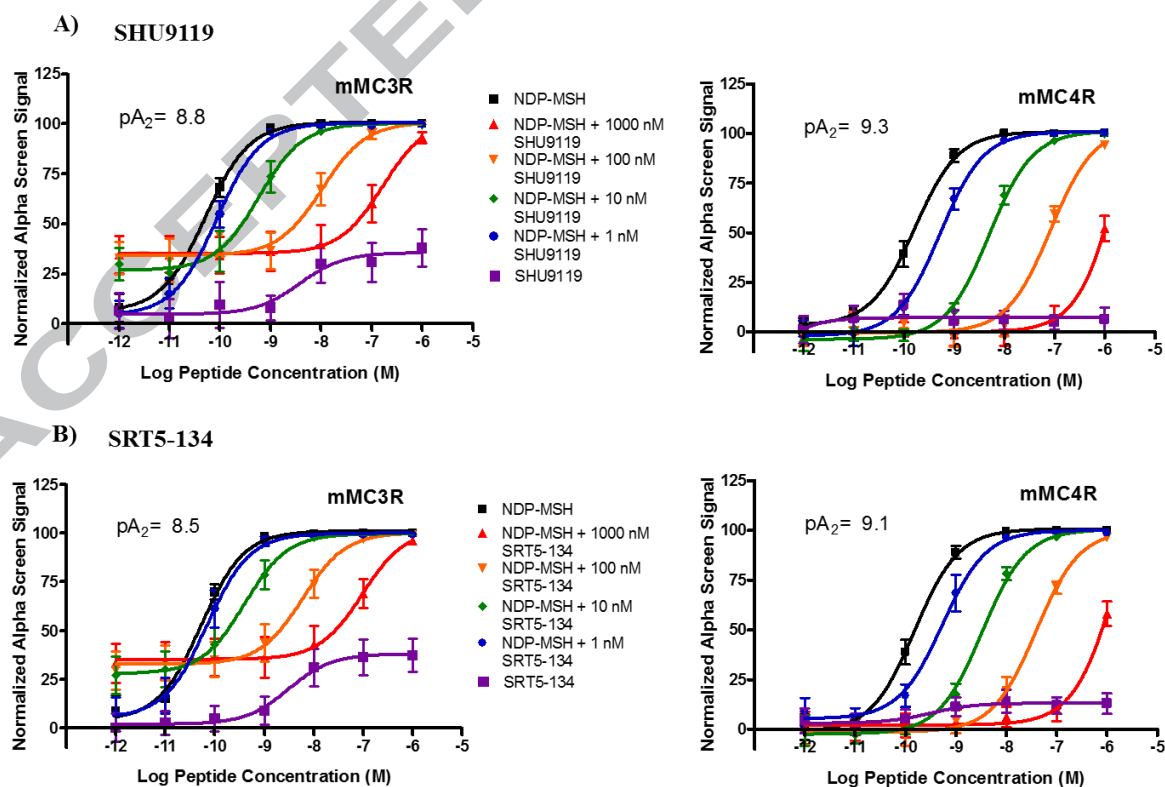 ACCEPTE
A) SHU9119
Normalized Alpha Screen Signal
125
100
75
50
25
0
mMC3R
pA2= 8.8
-12 -11 -10 -9 -8 -7 -6 -5
Log Peptide Concentration (M)
NDP-MSH
NDP-MSH + 1000 nM
SHU9119
NDP-MSH + 100 nM
SHU9119
NDP-MSH + 10 nM
SHU9119
NDP-MSH + 1 nM
SHU9119
SHU9119
Normalized Alpha Screen Signal
125
100
75
50
25
0
mMC4R
pA2 = 9.3
-12 -11 -10 -9 -8 -7 -6 -5
Log Peptide Concentration (M)
B) SRT5-134
Normalized Alpha Screen Signal
125
100
75
50
25
0
mMC3R
pA2 = 8.5
-12 -11 -10 -9 -8 -7 -6 -5
Log Peptide Concentration (M)
NDP-MSH
NDP-MSH + 1000 nM
SRT5-134
NDP-MSH + 100 nM
SRT5-134
NDP-MSH + 10 nM
SRT5-134
NDP-MSH + 1 nM
SRT5-134
SRT5-134
Normalized Alpha Screen Signal
125
100
75
50
25
0
mMC4R
pA2 = 9.1
-12 -11 -10 -9 -8 -7 -6 -5
Log Peptide Concentration (M)